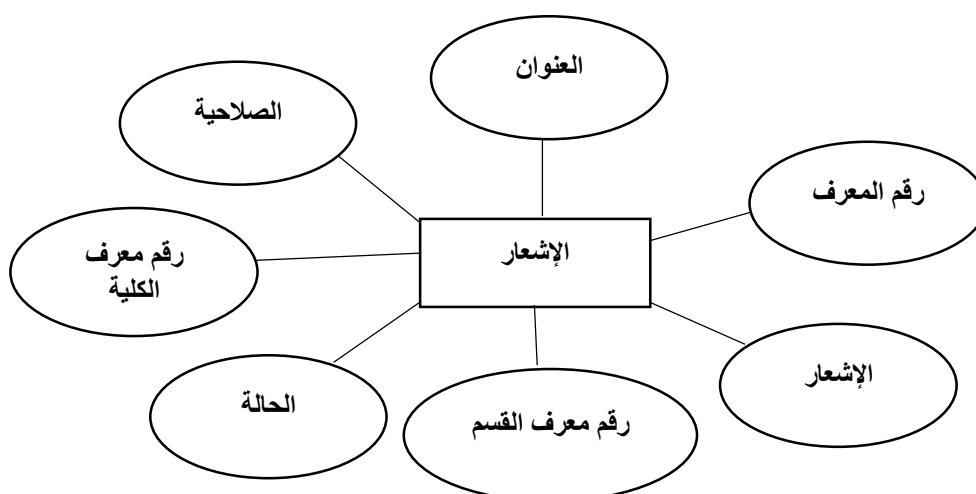 العنوان
الصلاحية
رقم المعرف
الإشعار
رقم معرف
الكلية
الإشعار
الحالة
رقم معرف القسم